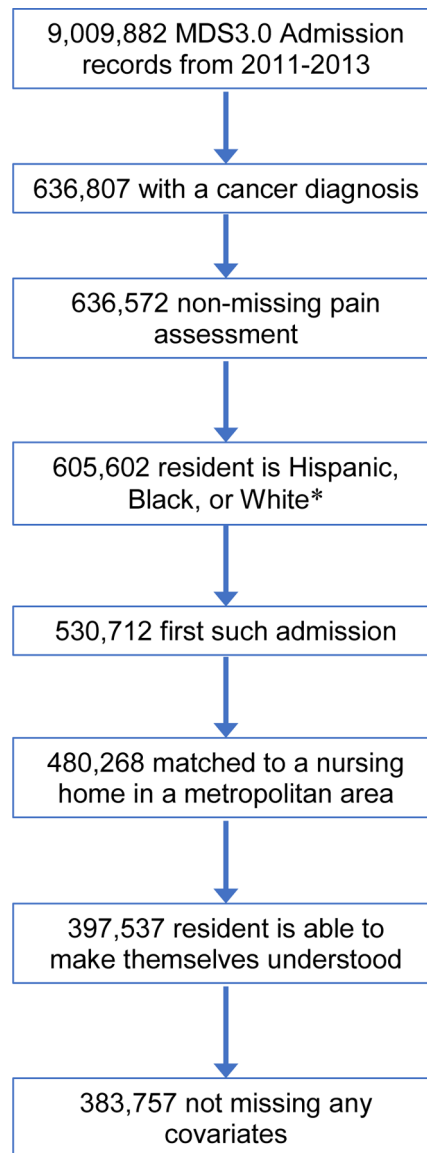 9,009,882 MDS3.0 Admission
records from 2011-2013
636,807 with a cancer diagnosis
636,572 non-missing pain
assessment
605,602 resident is Hispanic,
Black, or White*
530,712 first such admission
480,268 matched to a nursing
home in a metropolitan area
397,537 resident is able to
make themselves understood
383,757 not missing any
covariates